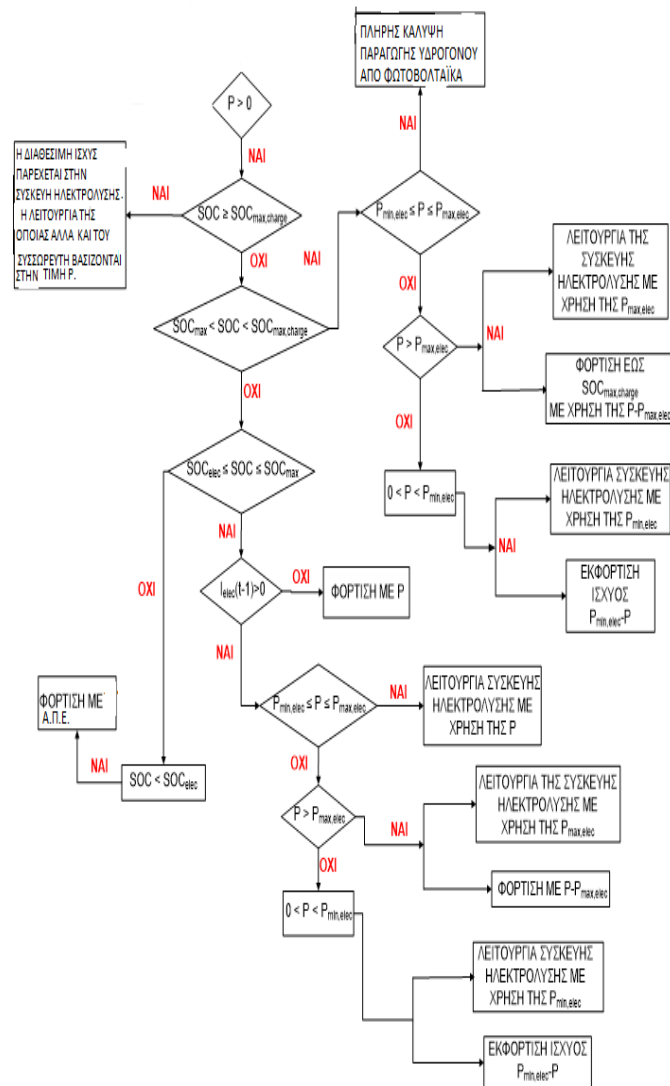 ΠΛΗΡΗΣ ΚΑΛΥΨΗ
ΠΑΡΑΓΩΓΗΣ ΥΔΡΟΓΟΝΟΥ
ΑΠΟ ΦΩΤΟΒΟΛΤΑΪΚΑ
P > 0
ΝΑΙ
ΝΑΙ
Η ΔΙΑΘΕΣΙΜΗ ΙΣΧΥΣ
ΠΑΡΕΧΕΤΑΙ ΣΤΗΝ
ΣΥΣΚΕΥΗ ΗΛΕΚΤΡΟΛΥΣΗΣ-
Η ΛΕΙΤΟΥΡΓΙΑ ΤΗΣ
ΟΠΟΙΑΣ ΑΛΛΑ ΚΑΙ ΤΟΥ
ΣΥΣΣΩΡΕΥΤΗ ΒΑΣΙΖΟΝΤΑΙ
ΣΤΗΝ ΤΙΜΗ P.
ΝΑΙ
SOC ≥ SOCmax,charge
Pmin,elec ≤ P ≤ Pmax,elec
ΟΧΙ
ΝΑΙ
ΟΧΙ
ΛΕΙΤΟΥΡΓΙΑ ΤΗΣ
ΣΥΣΚΕΥΗΣ
ΗΛΕΚΤΡΟΛΥΣΗΣ ΜΕ
ΧΡΗΣΗ ΤΗΣ Pmax,elec
SOCmax < SOC < SOCmax,charge
P > Pmax,elec
ΝΑΙ
ΦΟΡΤΙΣΗ ΕΩΣ
SOCmax,charge
ΜΕ ΧΡΗΣΗ ΤΗΣ P-Pmax,elec
ΟΧΙ
ΟΧΙ
SOCelec ≤ SOC ≤ SOCmax
0 < P < Pmin,elec
ΛΕΙΤΟΥΡΓΙΑ ΣΥΣΚΕΥΗΣ
ΗΛΕΚΤΡΟΛΥΣΗΣ ΜΕ
ΧΡΗΣΗ ΤΗΣ Pmin,elec
ΝΑΙ
ΝΑΙ
ΕΚΦΟΡΤΙΣΗ
ΙΣΧΥΟΣ
Pmin,elec-P
ΟΧΙ
Ielec(t-1)>0
ΟΧΙ
ΦΟΡΤΙΣΗ ΜΕ P
ΝΑΙ
Pmin,elec ≤ P ≤ Pmax,elec
ΝΑΙ
ΛΕΙΤΟΥΡΓΙΑ ΣΥΣΚΕΥΗΣ
ΗΛΕΚΤΡΟΛΥΣΗΣ ΜΕ
ΧΡΗΣΗ ΤΗΣ P
ΦΟΡΤΙΣΗ ΜΕ
Α.Π.Ε.
ΝΑΙ
SOC < SOCelec
ΟΧΙ
P > Pmax,elec
ΝΑΙ
ΛΕΙΤΟΥΡΓΙΑ ΤΗΣ ΣΥΣΚΕΥΗΣ
ΗΛΕΚΤΡΟΛΥΣΗΣ ΜΕ
ΧΡΗΣΗ ΤΗΣ Pmax,elec
ΟΧΙ
ΦΟΡΤΙΣΗ ΜΕ P-Pmax,elec
0 < P < Pmin,elec
ΛΕΙΤΟΥΡΓΙΑ ΣΥΣΚΕΥΗΣ
ΗΛΕΚΤΡΟΛΥΣΗΣ ΜΕ
ΧΡΗΣΗ ΤΗΣ Pmin,elec
ΕΚΦΟΡΤΙΣΗ ΙΣΧΥΟΣ
Pmin,elec-P